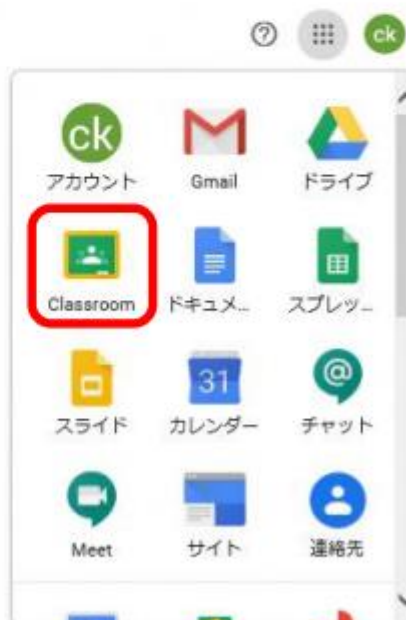 ck
ck
アカウント Gmail ドライブ
Classroom ドキュメ... スプレッ...
31
@
スライド カレンダー チャット
Meet サイト 連絡先